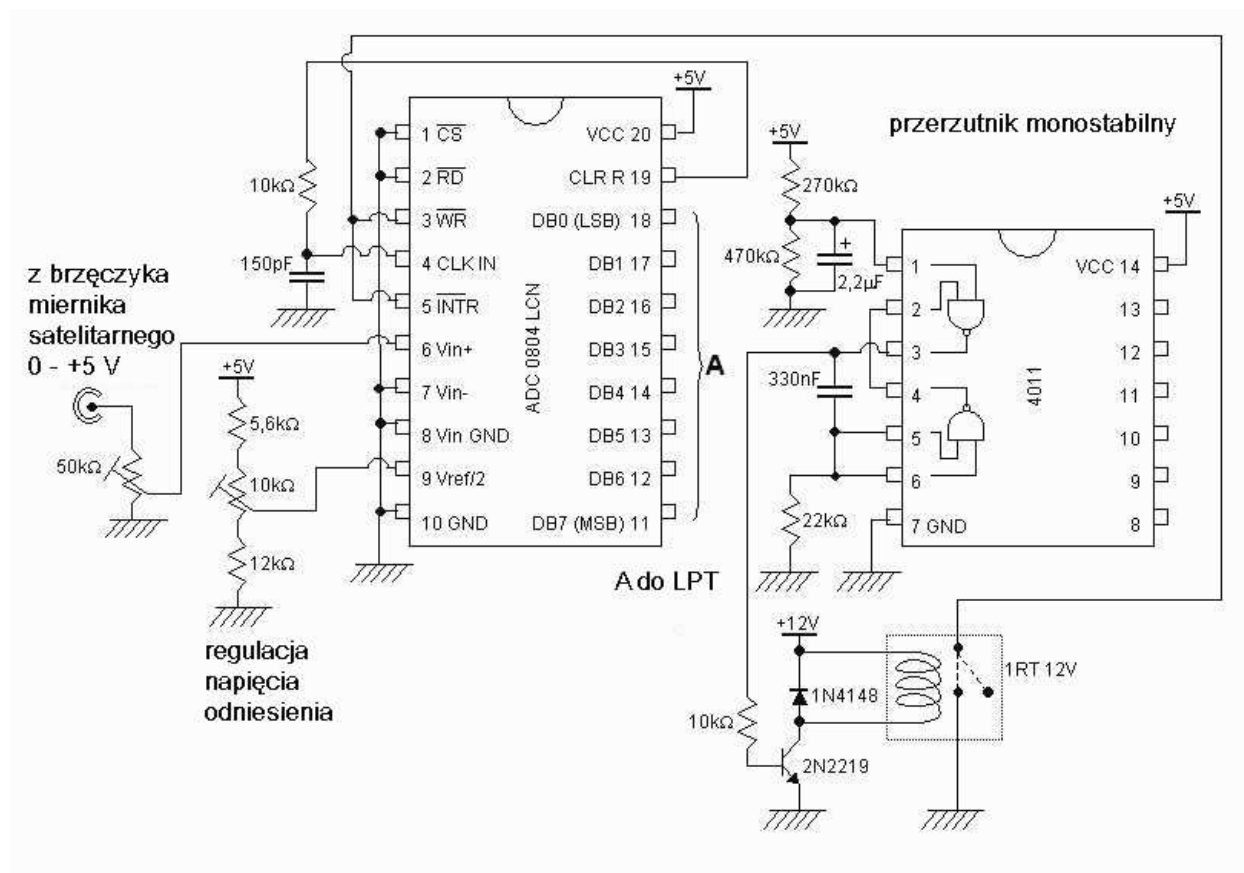 z brzęczyka
miernika
satelitarnego
0 - +5 V
50kΩ
10kΩ
150pF
+5V
5,6kΩ
10kΩ
12kΩ
regulacja
napięcia
odniesienia
1 CS
2 RD
3 WR
4 CLK IN
5 INTR
6 Vin+
7 Vin-
8 Vin GND
9 Vref/2
10 GND
ADC 0804 LCN
+5V
VCC 20
CLR R 19
DB0 (LSB) 18
DB1 17
DB2 16
DB3 15
DB4 14
DB5 13
DB6 12
DB7 (MSB) 11
A
A do LPT
przerzutnik monostabilny
+5V
270kΩ
470kΩ
+
2,2µF
330nF
22kΩ
1
2
3
4
5
6
7 GND
4011
+5V
VCC 14
13
12
11
10
9
8
+12V
1N4148
10kΩ
2N2219
1RT 12V